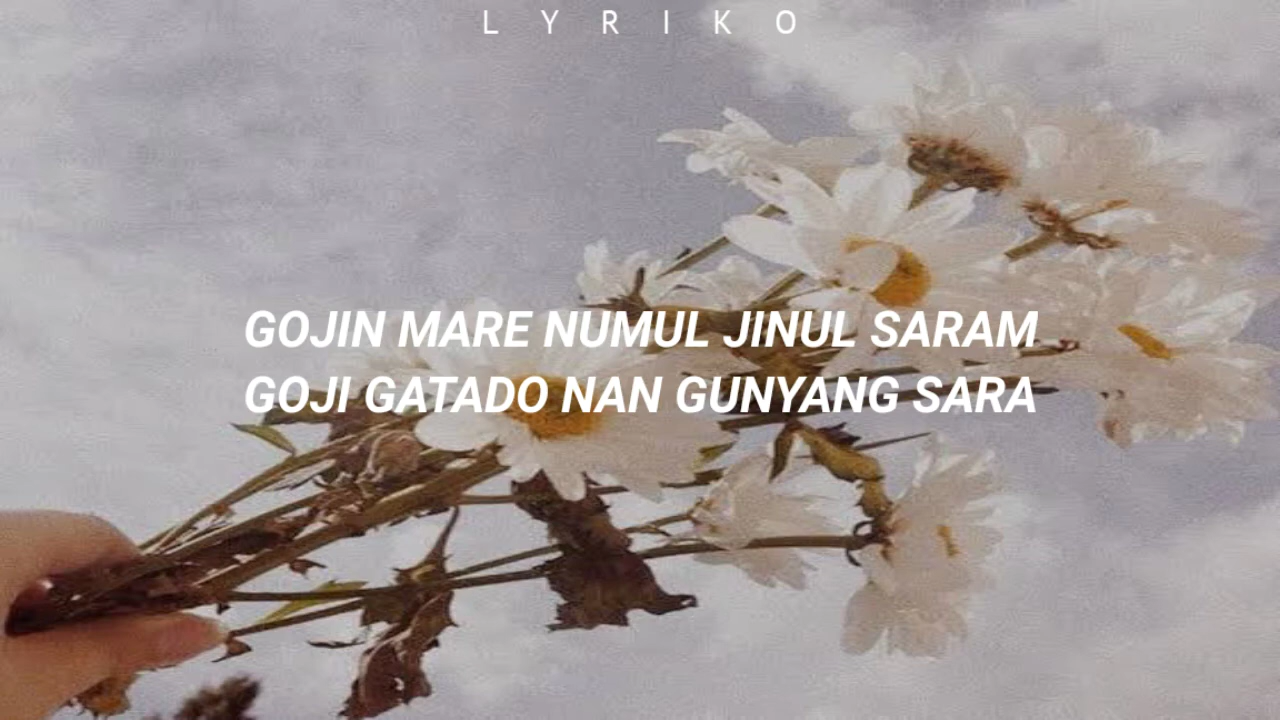 L Y R I K O
GOJIN MARE NUMUL JINUL SARAM
GOJI GATADO NAN GUNYANG SARA